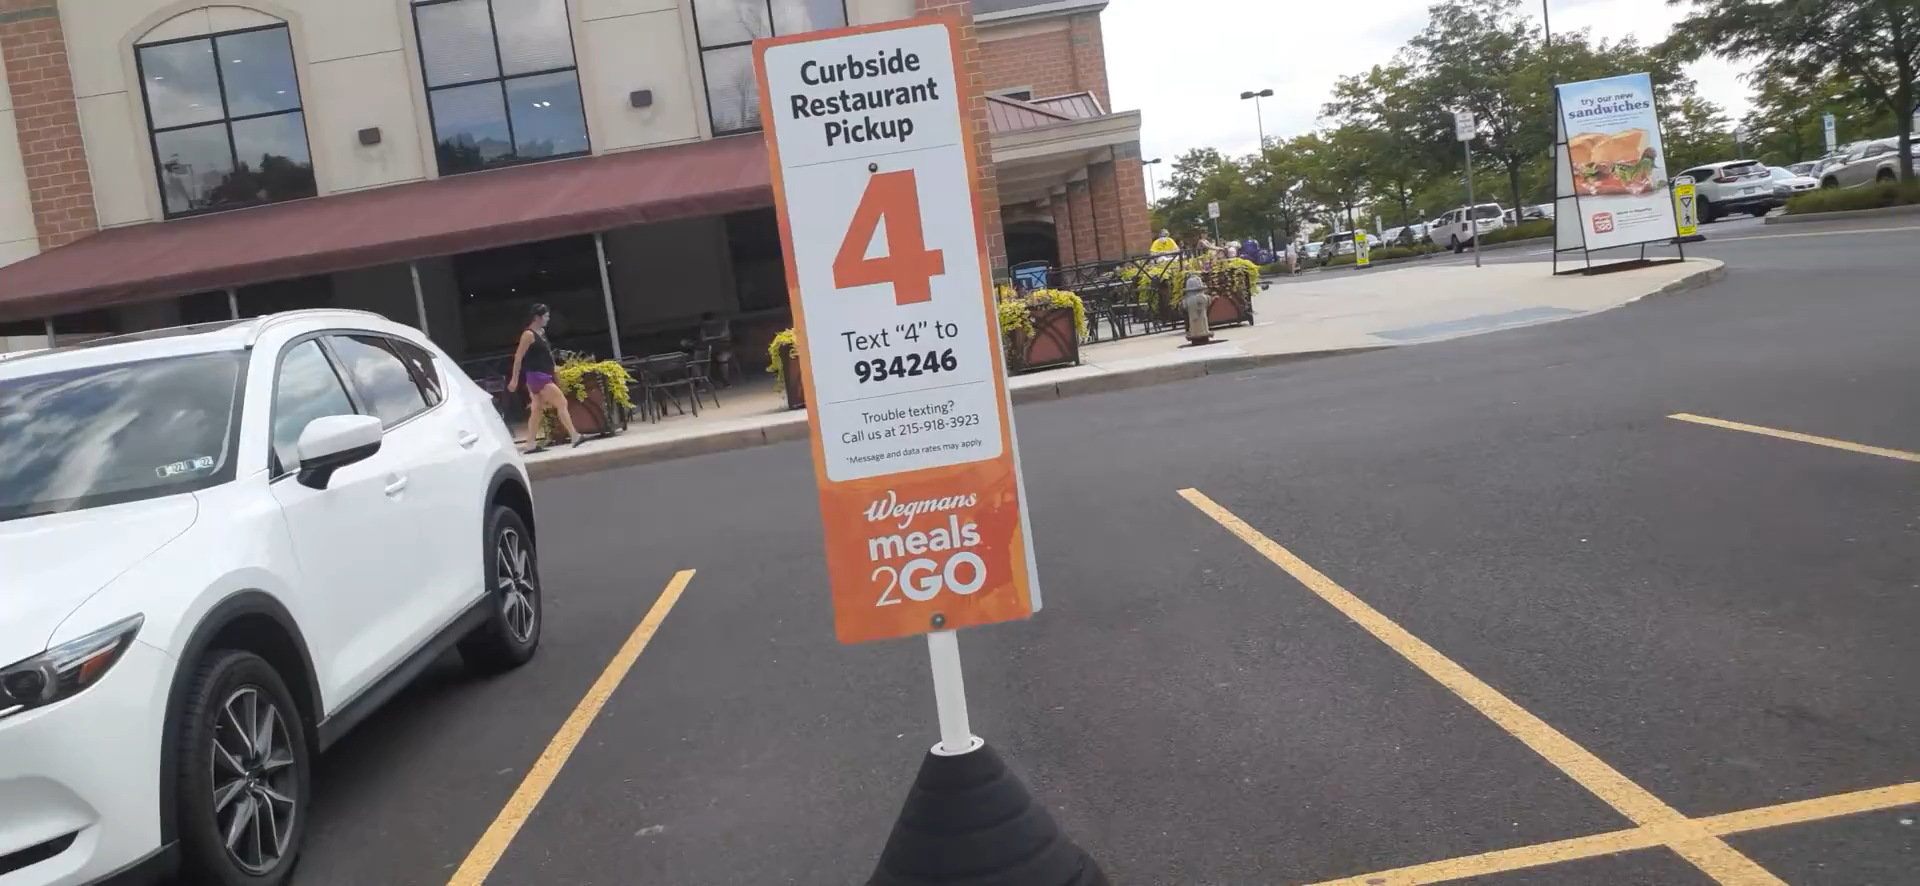 Curbside
Restaurant
Pickup
4
Text “4” to
934246
Trouble texting?
Call us at 215-918-3923
*Message and data rates may apply
Wegmans
meals
2GO
try our new
sandwiches